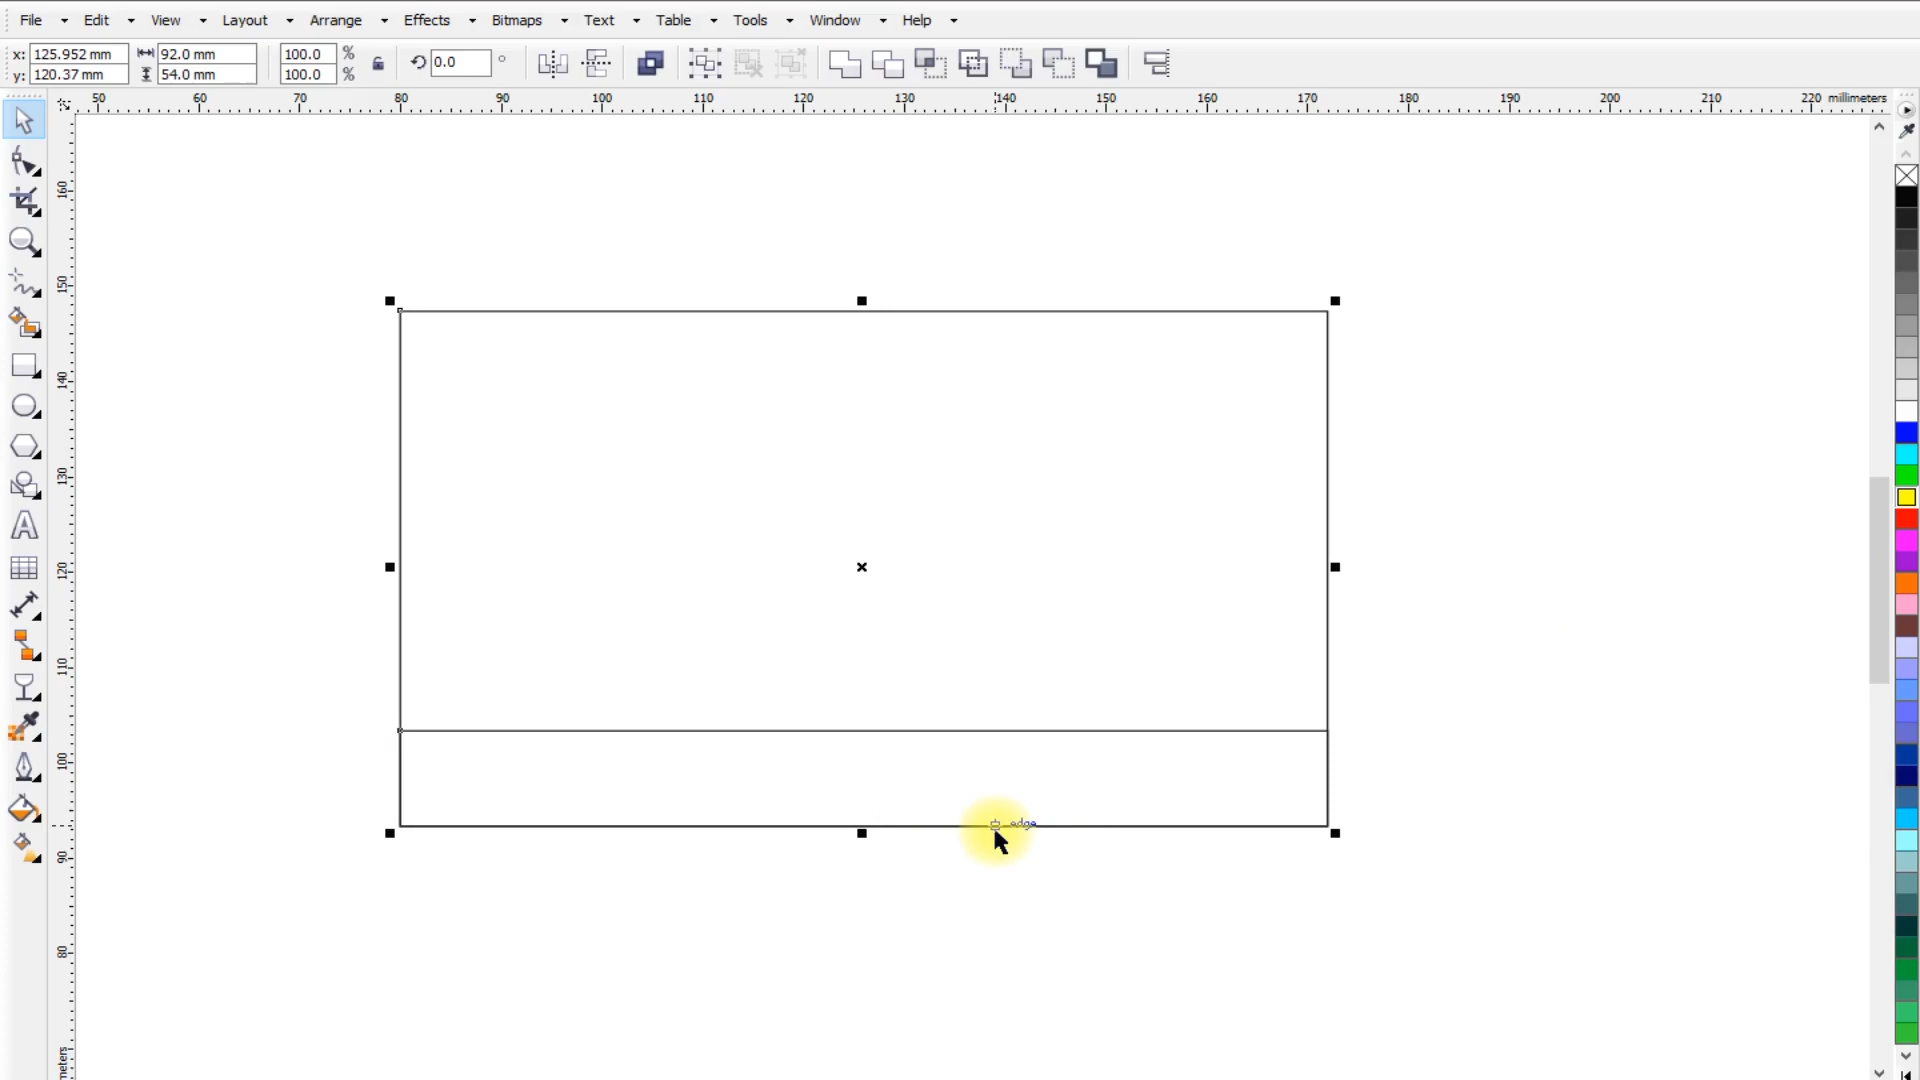 File Edit View Layout Arrange Effects Bitmaps Text Table Tools Window Help
x: 125.952 mm 92.0 mm 100.0 % 0.0 °
y: 120.37 mm 54.0 mm 100.0 %
50 60 70 80 90 100 110 120 130 140 150 160 170 180 190 200 210 220 millimeters
160
150
140
130
120
110
100
90
80
edge
meters